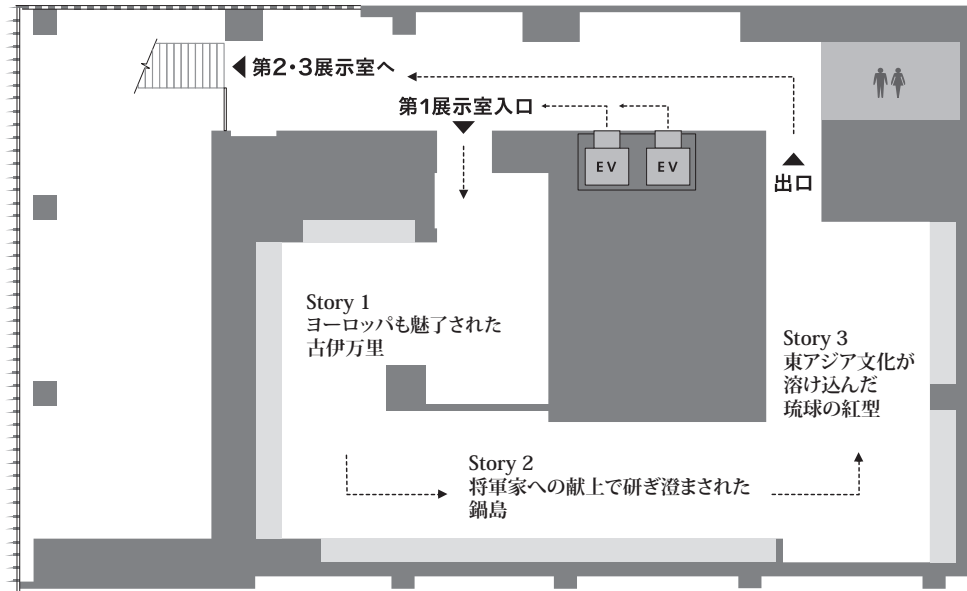 第2・3展示室へ
第1展示室入口
EV
EV
出口
Story 1
ヨーロッパも魅了された
古伊万里
Story 2
将軍家への献上で研ぎ澄まされた
鍋島
Story 3
東アジア文化が
溶け込んだ
琉球の紅型